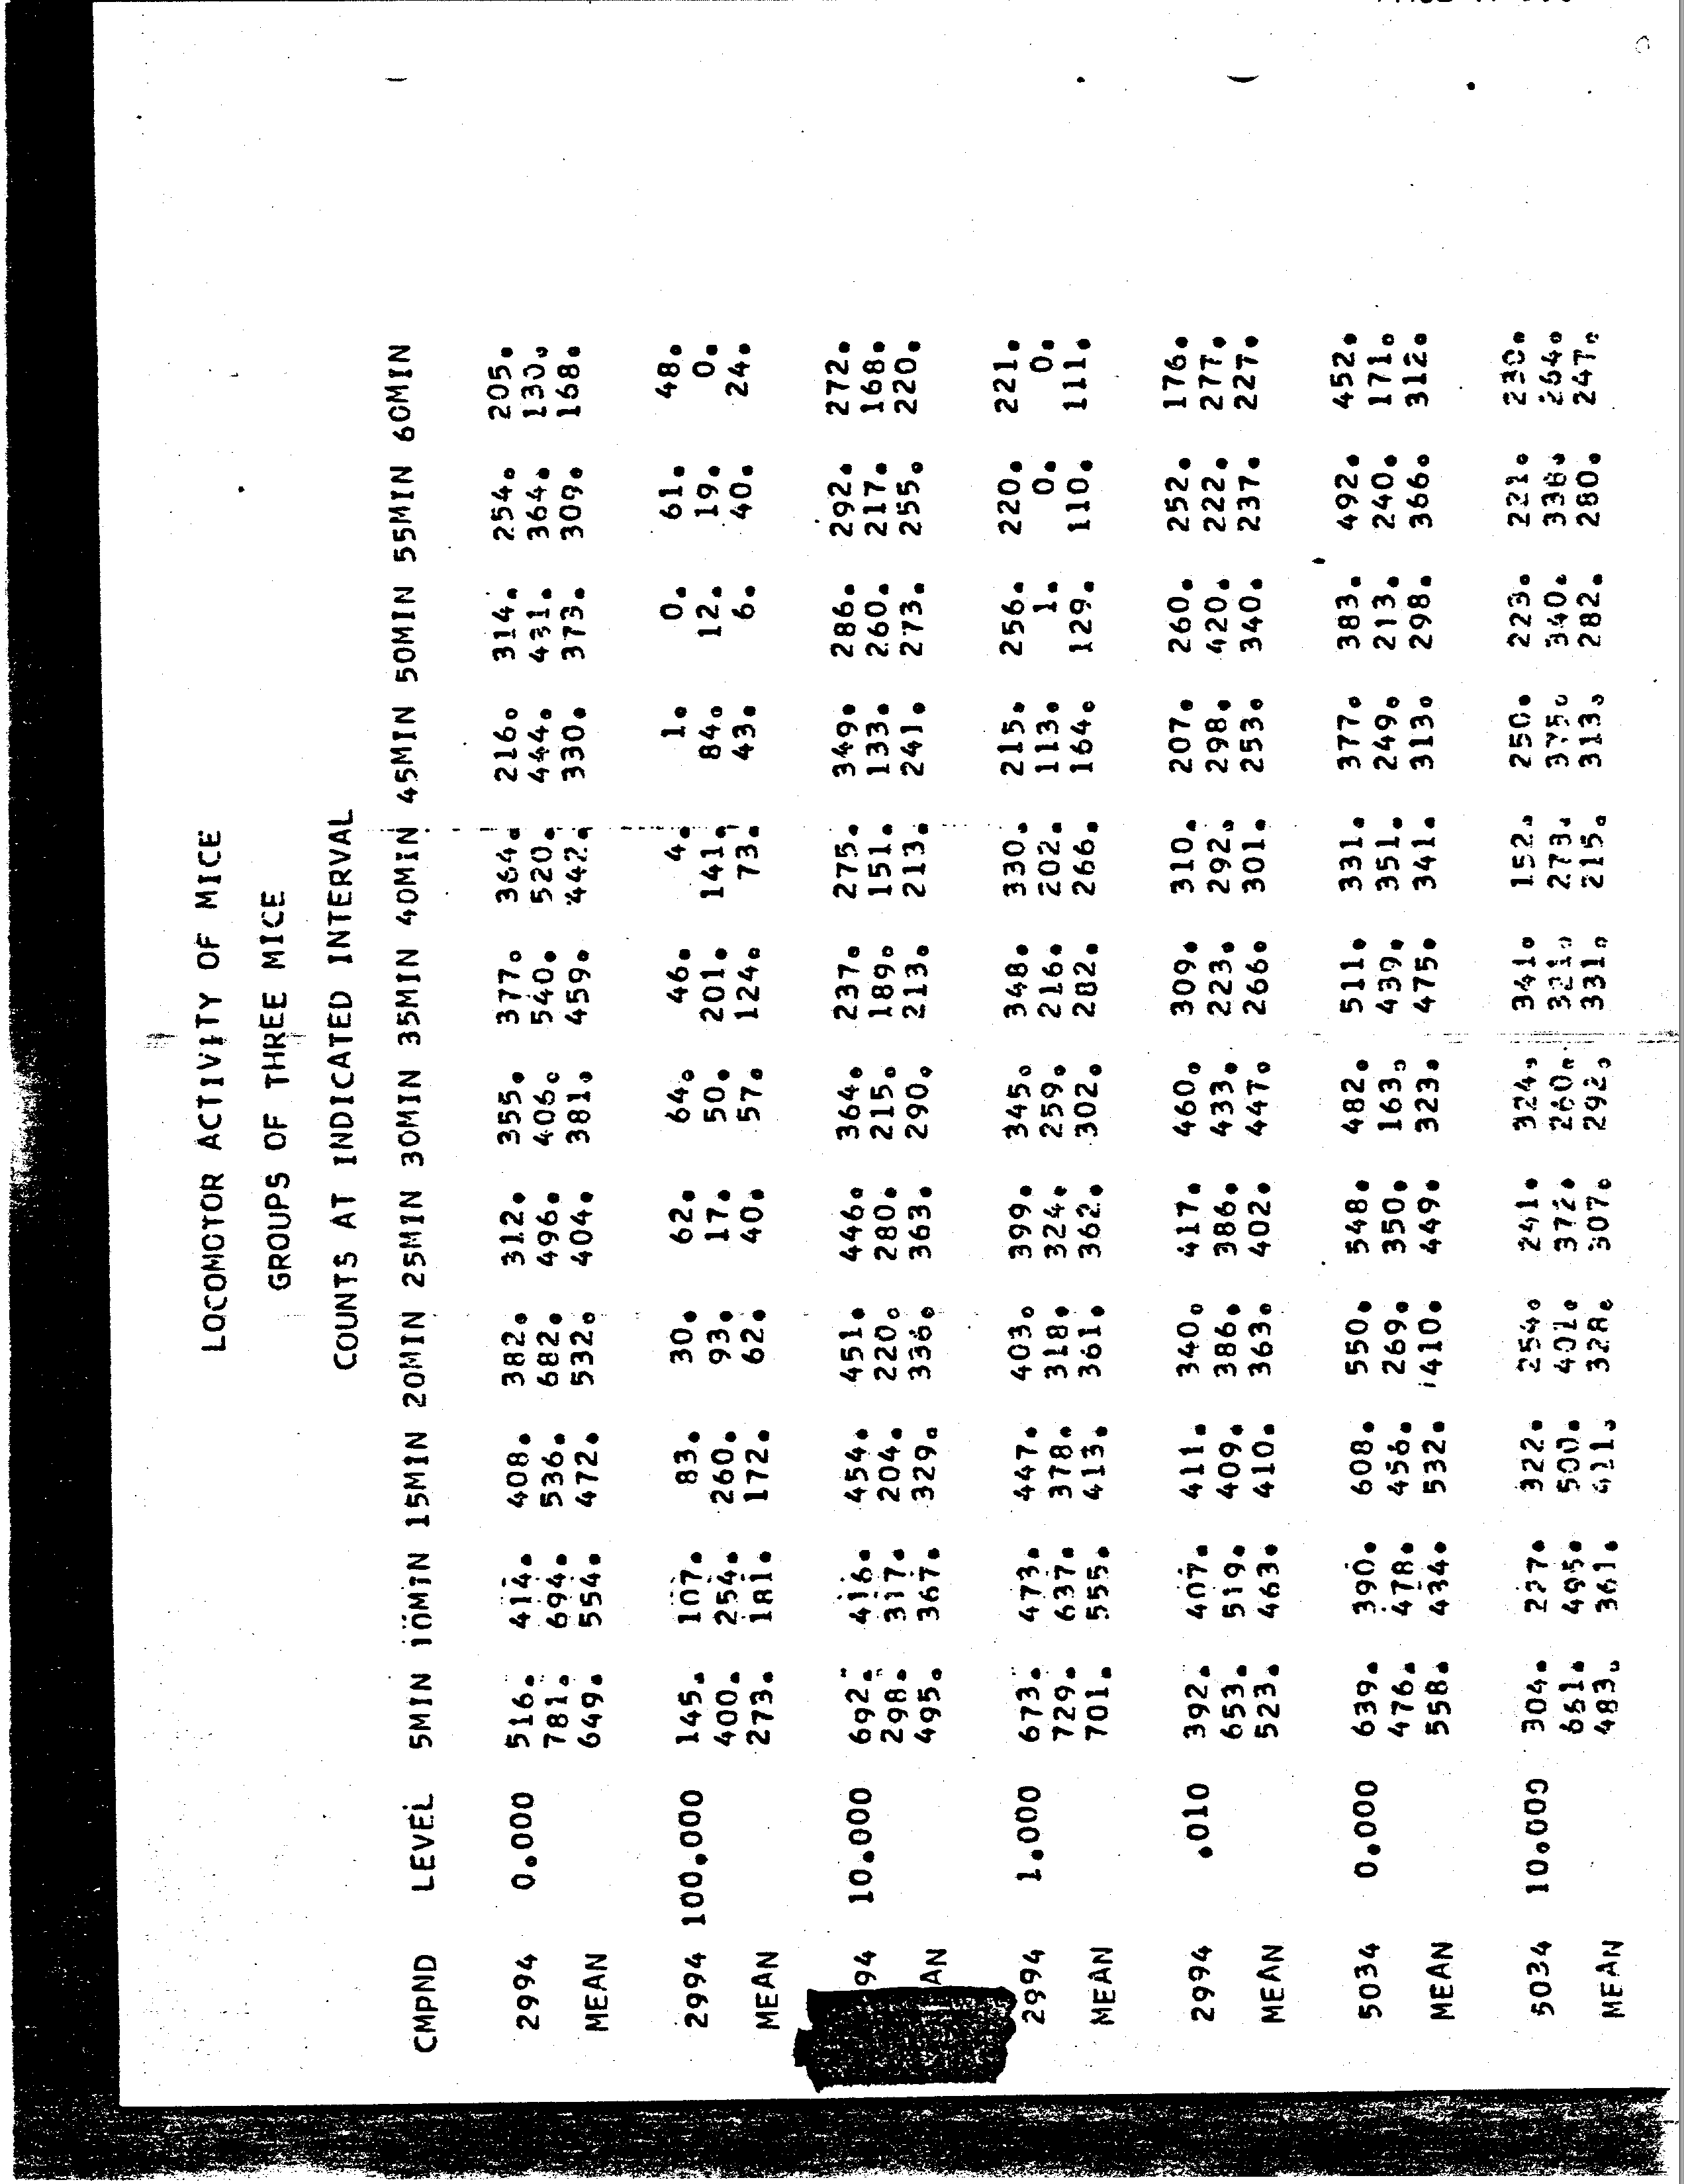 LOCOMOTOR ACTIVITY OF MICE
GROUPS OF THREE MICE
COUNTS AT INDICATED INTERVAL
CMPND LEVEL 5MIN 10MIN 15MIN 20MIN 25MIN 30MIN 35MIN 40MIN 45MIN 50MIN 55MIN 60MIN
2994 0.000 516. 414. 408. 382. 312. 355. 377. 364. 216. 314. 254. 205.
781. 694. 536. 682. 496. 406. 540. 520. 444. 431. 364. 130.
MEAN 649. 554. 472. 532. 404. 381. 459. 442. 330. 373. 309. 168.
2994 100.000 145. 107. 83. 30. 62. 64. 46. 4. 1. 0. 61. 48.
400. 254. 260. 93. 17. 50. 201. 141. 84. 12. 19. 0.
MEAN 273. 181. 172. 62. 40. 57. 124. 73. 43. 6. 40. 24.
94 10.000 692. 416. 454. 451. 446. 364. 237. 275. 349. 286. 292. 272.
298. 317. 204. 220. 280. 215. 189. 151. 133. 260. 217. 168.
AN 495. 367. 329. 336. 363. 290. 213. 213. 241. 273. 255. 220.
2994 1.000 673. 473. 447. 403. 399. 345. 348. 330. 215. 256. 220. 221.
729. 637. 378. 318. 324. 259. 216. 202. 113. 1. 0. 0.
MEAN 701. 555. 413. 361. 362. 302. 282. 266. 164. 129. 110. 111.
2994 .010 392. 407. 411. 340. 417. 460. 309. 310. 207. 260. 252. 176.
653. 519. 409. 386. 386. 433. 223. 292. 298. 420. 222. 277.
MEAN 523. 463. 410. 363. 402. 447. 266. 301. 253. 340. 237. 227.
5034 0.000 639. 390. 608. 550. 548. 482. 511. 331. 377. 383. 492. 452.
476. 478. 456. 269. 350. 163. 439. 351. 249. 213. 240. 171.
MEAN 558. 434. 532. 410. 449. 323. 475. 341. 313. 298. 366. 312.
5034 10.000 304. 227. 322. 254. 241. 324. 341. 152. 250. 223. 221. 230.
661. 495. 500. 401. 372. 260. 321. 273. 375. 340. 338. 264.
MEAN 483. 361. 411. 328. 307. 292. 331. 215. 313. 282. 280. 247.